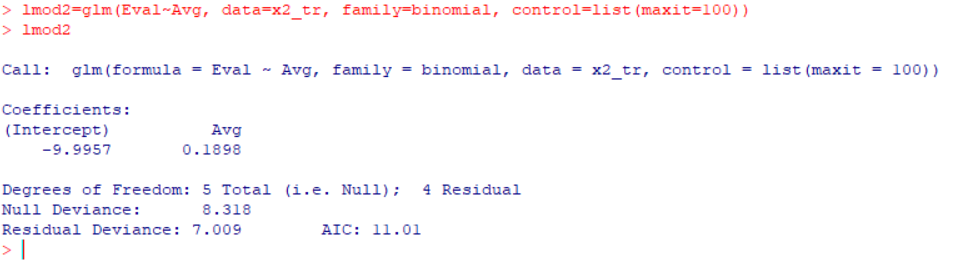 > lmod2=glm(Eval~Avg, data=x2_tr, family=binomial, control=list(maxit=100))
> lmod2
Call:  glm(formula = Eval ~ Avg, family = binomial, data = x2_tr, control = list(maxit = 100))
Coefficients:
(Intercept)          Avg
    -9.9957       0.1898
Degrees of Freedom: 5 Total (i.e. Null);  4 Residual
Null Deviance:      8.318
Residual Deviance: 7.009        AIC: 11.01
>